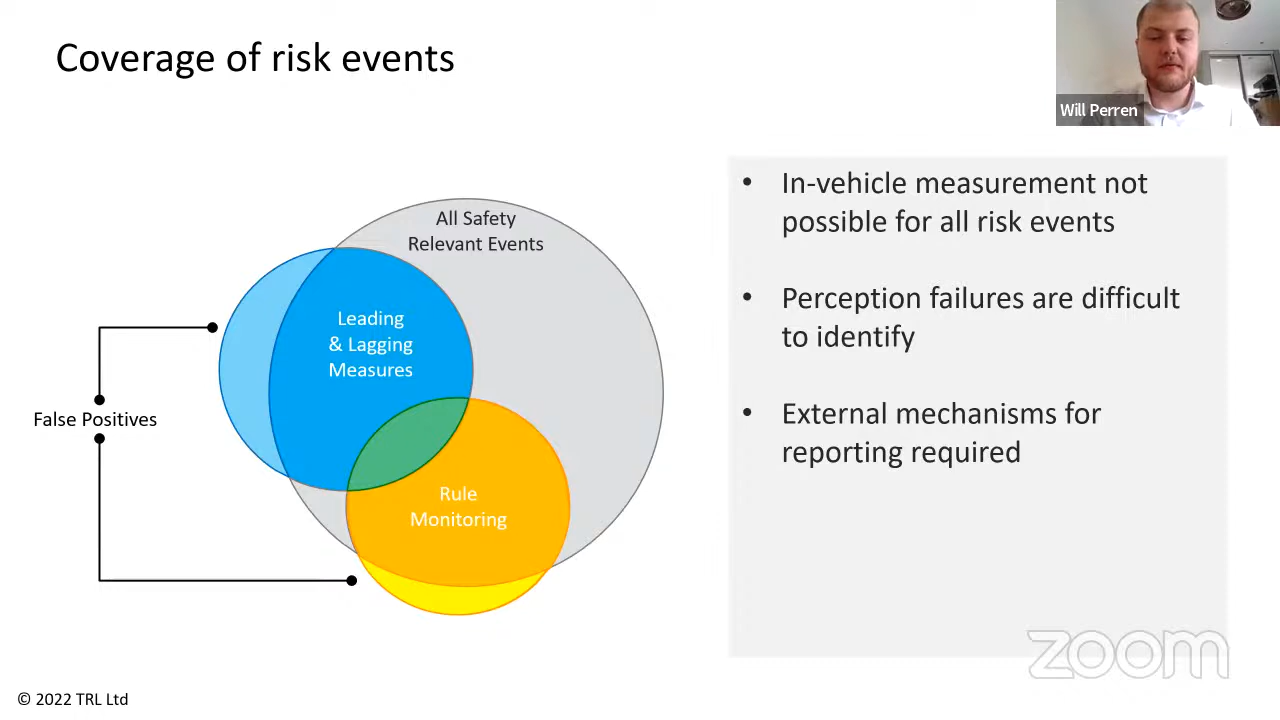 Coverage of risk events
Will Perren
All Safety
Relevant Events
Leading
& Lagging
Measures
False Positives
Rule
Monitoring
• In-vehicle measurement not
possible for all risk events
• Perception failures are difficult
to identify
• External mechanisms for
reporting required
zoom
© 2022 TRL Ltd